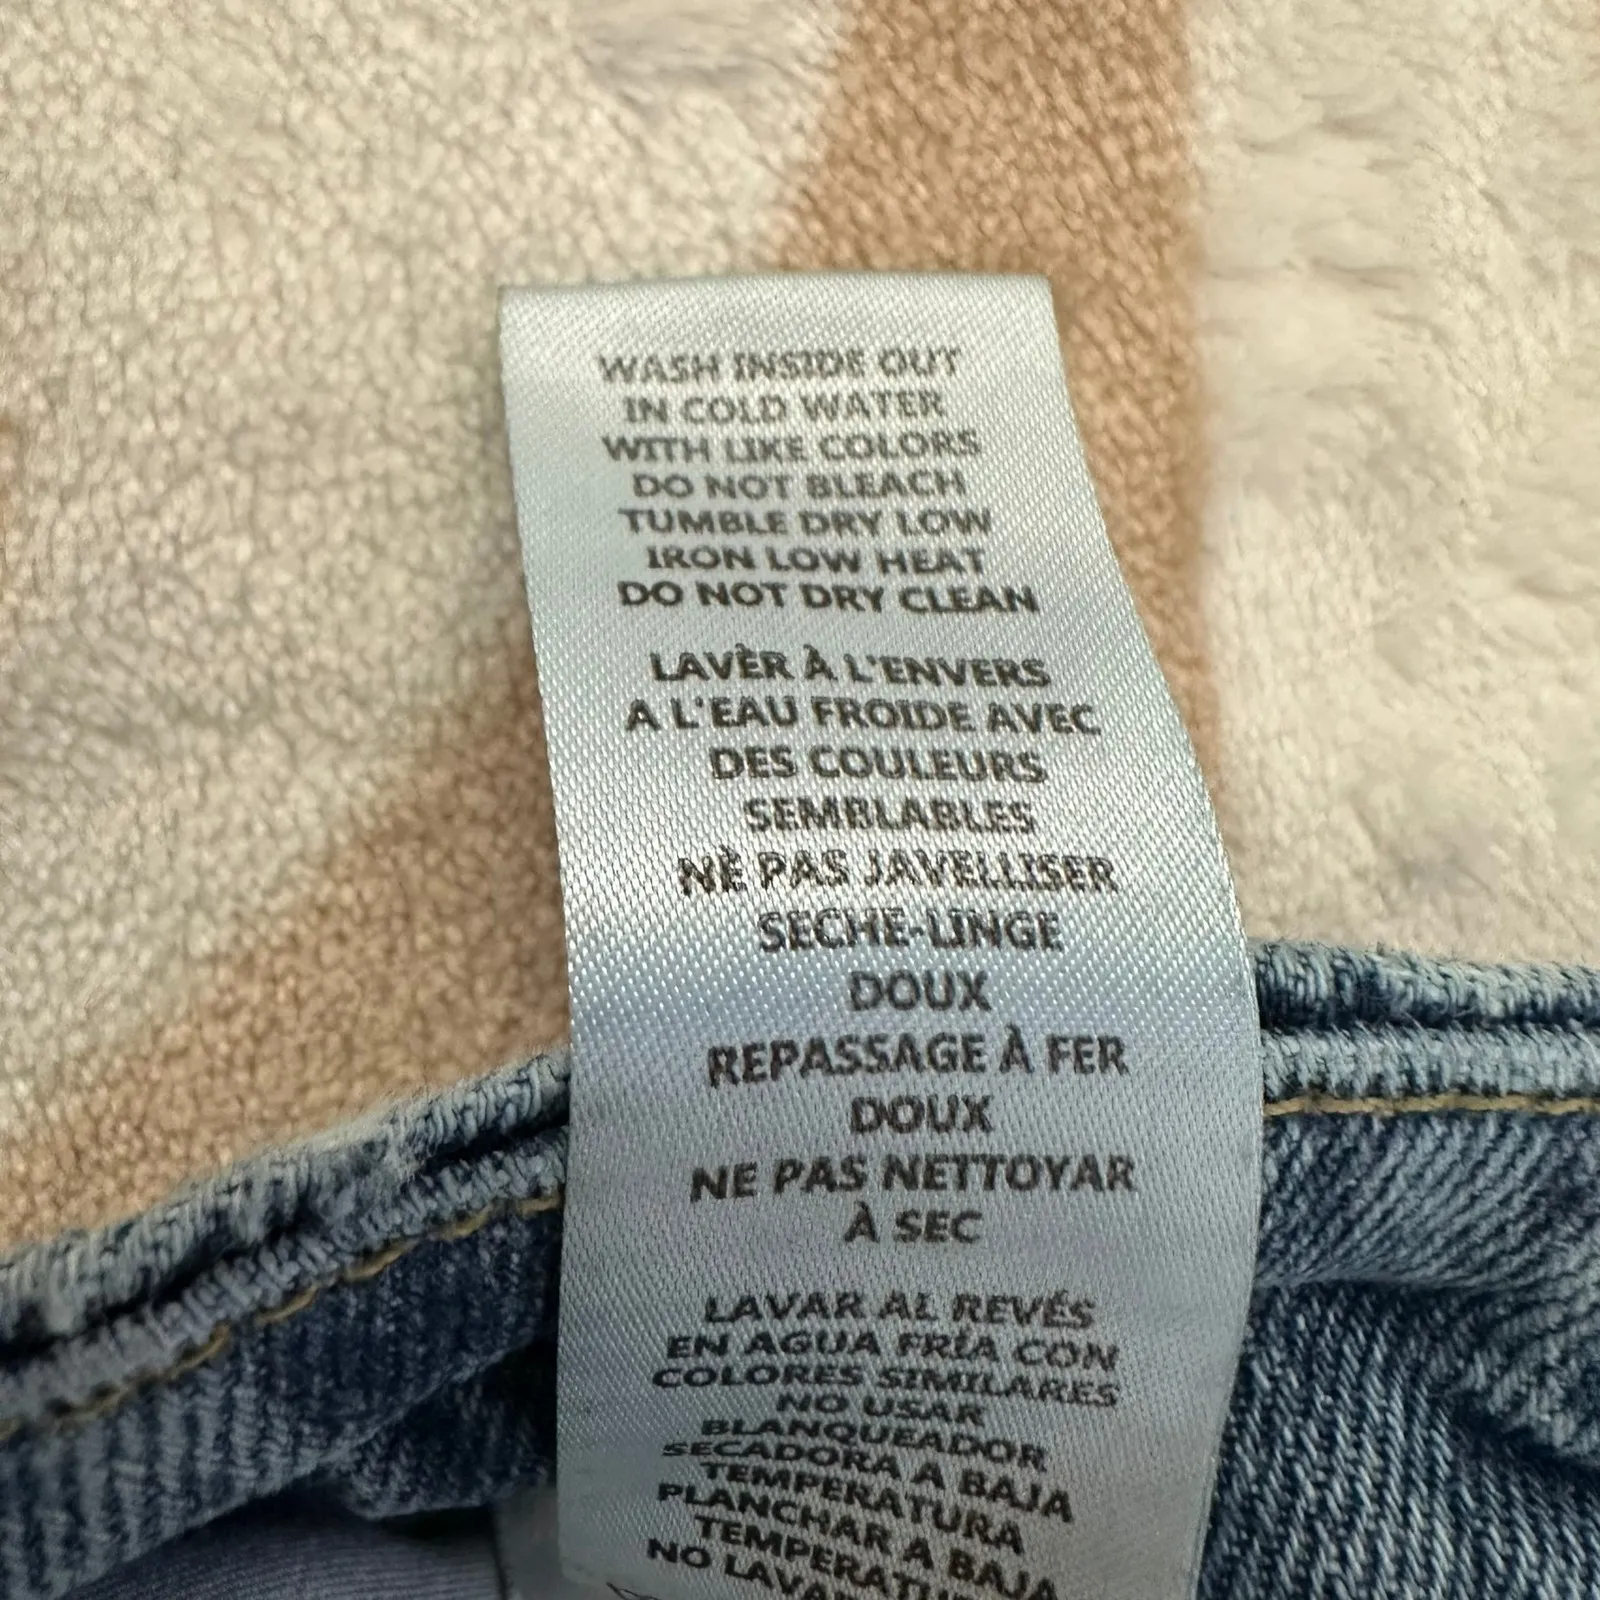 WASH INSIDE OUT
IN COLD WATER
WITH LIKE COLORS
DO NOT BLEACH
TUMBLE DRY LOW
IRON LOW HEAT
DO NOT DRY CLEAN
LAVÈR À L'ENVERS
A L'EAU FROIDE AVEC
DES COULEURS
SEMBLABLES
NÈ PAS JAVELLISER
SECHE-LINGE
DOUX
REPASSAGE À FER
DOUX
NE PAS NETTOYAR
À SEC
LAVAR AL REVÉS
EN AGUA FRÍA CON
COLORES SIMILARES
NO USAR
BLANQUEADOR
SECADORA A BAJA
TEMPERATURA
PLANCHAR A BAJA
TEMPERATU
NO LAVA